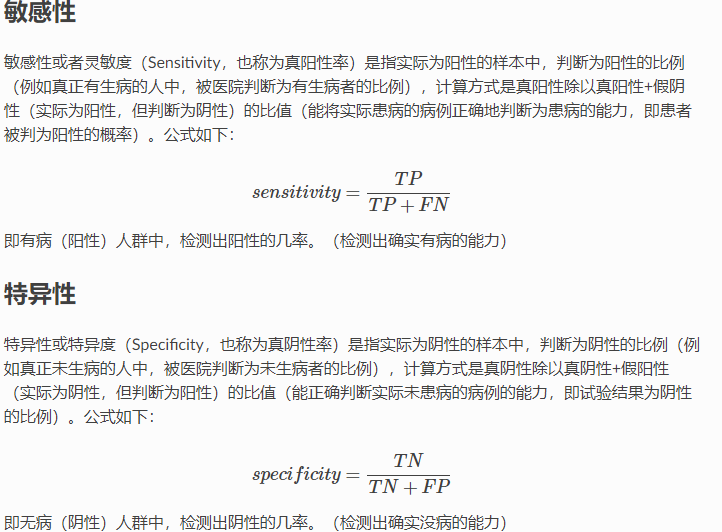 敏感性
敏感性或者灵敏度（Sensitivity，也称为真阳性率）是指实际为阳性的样本中，判断为阳性的比例
（例如真正有生病的人中，被医院判断为有生病者的比例），计算方式是真阳性除以真阳性+假阴
性（实际为阳性，但判断为阴性）的比值（能将实际患病的病例正确地判断为患病的能力，即患者
被判为阳性的概率）。公式如下：
sensitivity = TP / TP + FN
即有病（阳性）人群中，检测出阳性的几率。（检测出确实有病的能力）
特异性
特异性或特异度（Specificity，也称为真阴性率）是指实际为阴性的样本中，判断为阴性的比例（例
如真正未生病的人中，被医院判断为未生病者的比例），计算方式是真阴性除以真阴性+假阳性
（实际为阴性，但判断为阳性）的比值（能正确判断实际未患病的病例的能力，即试验结果为阴性
的比例）。公式如下：
specificity = TN / TN + FP
即无病（阴性）人群中，检测出阴性的几率。（检测出确实没病的能力）